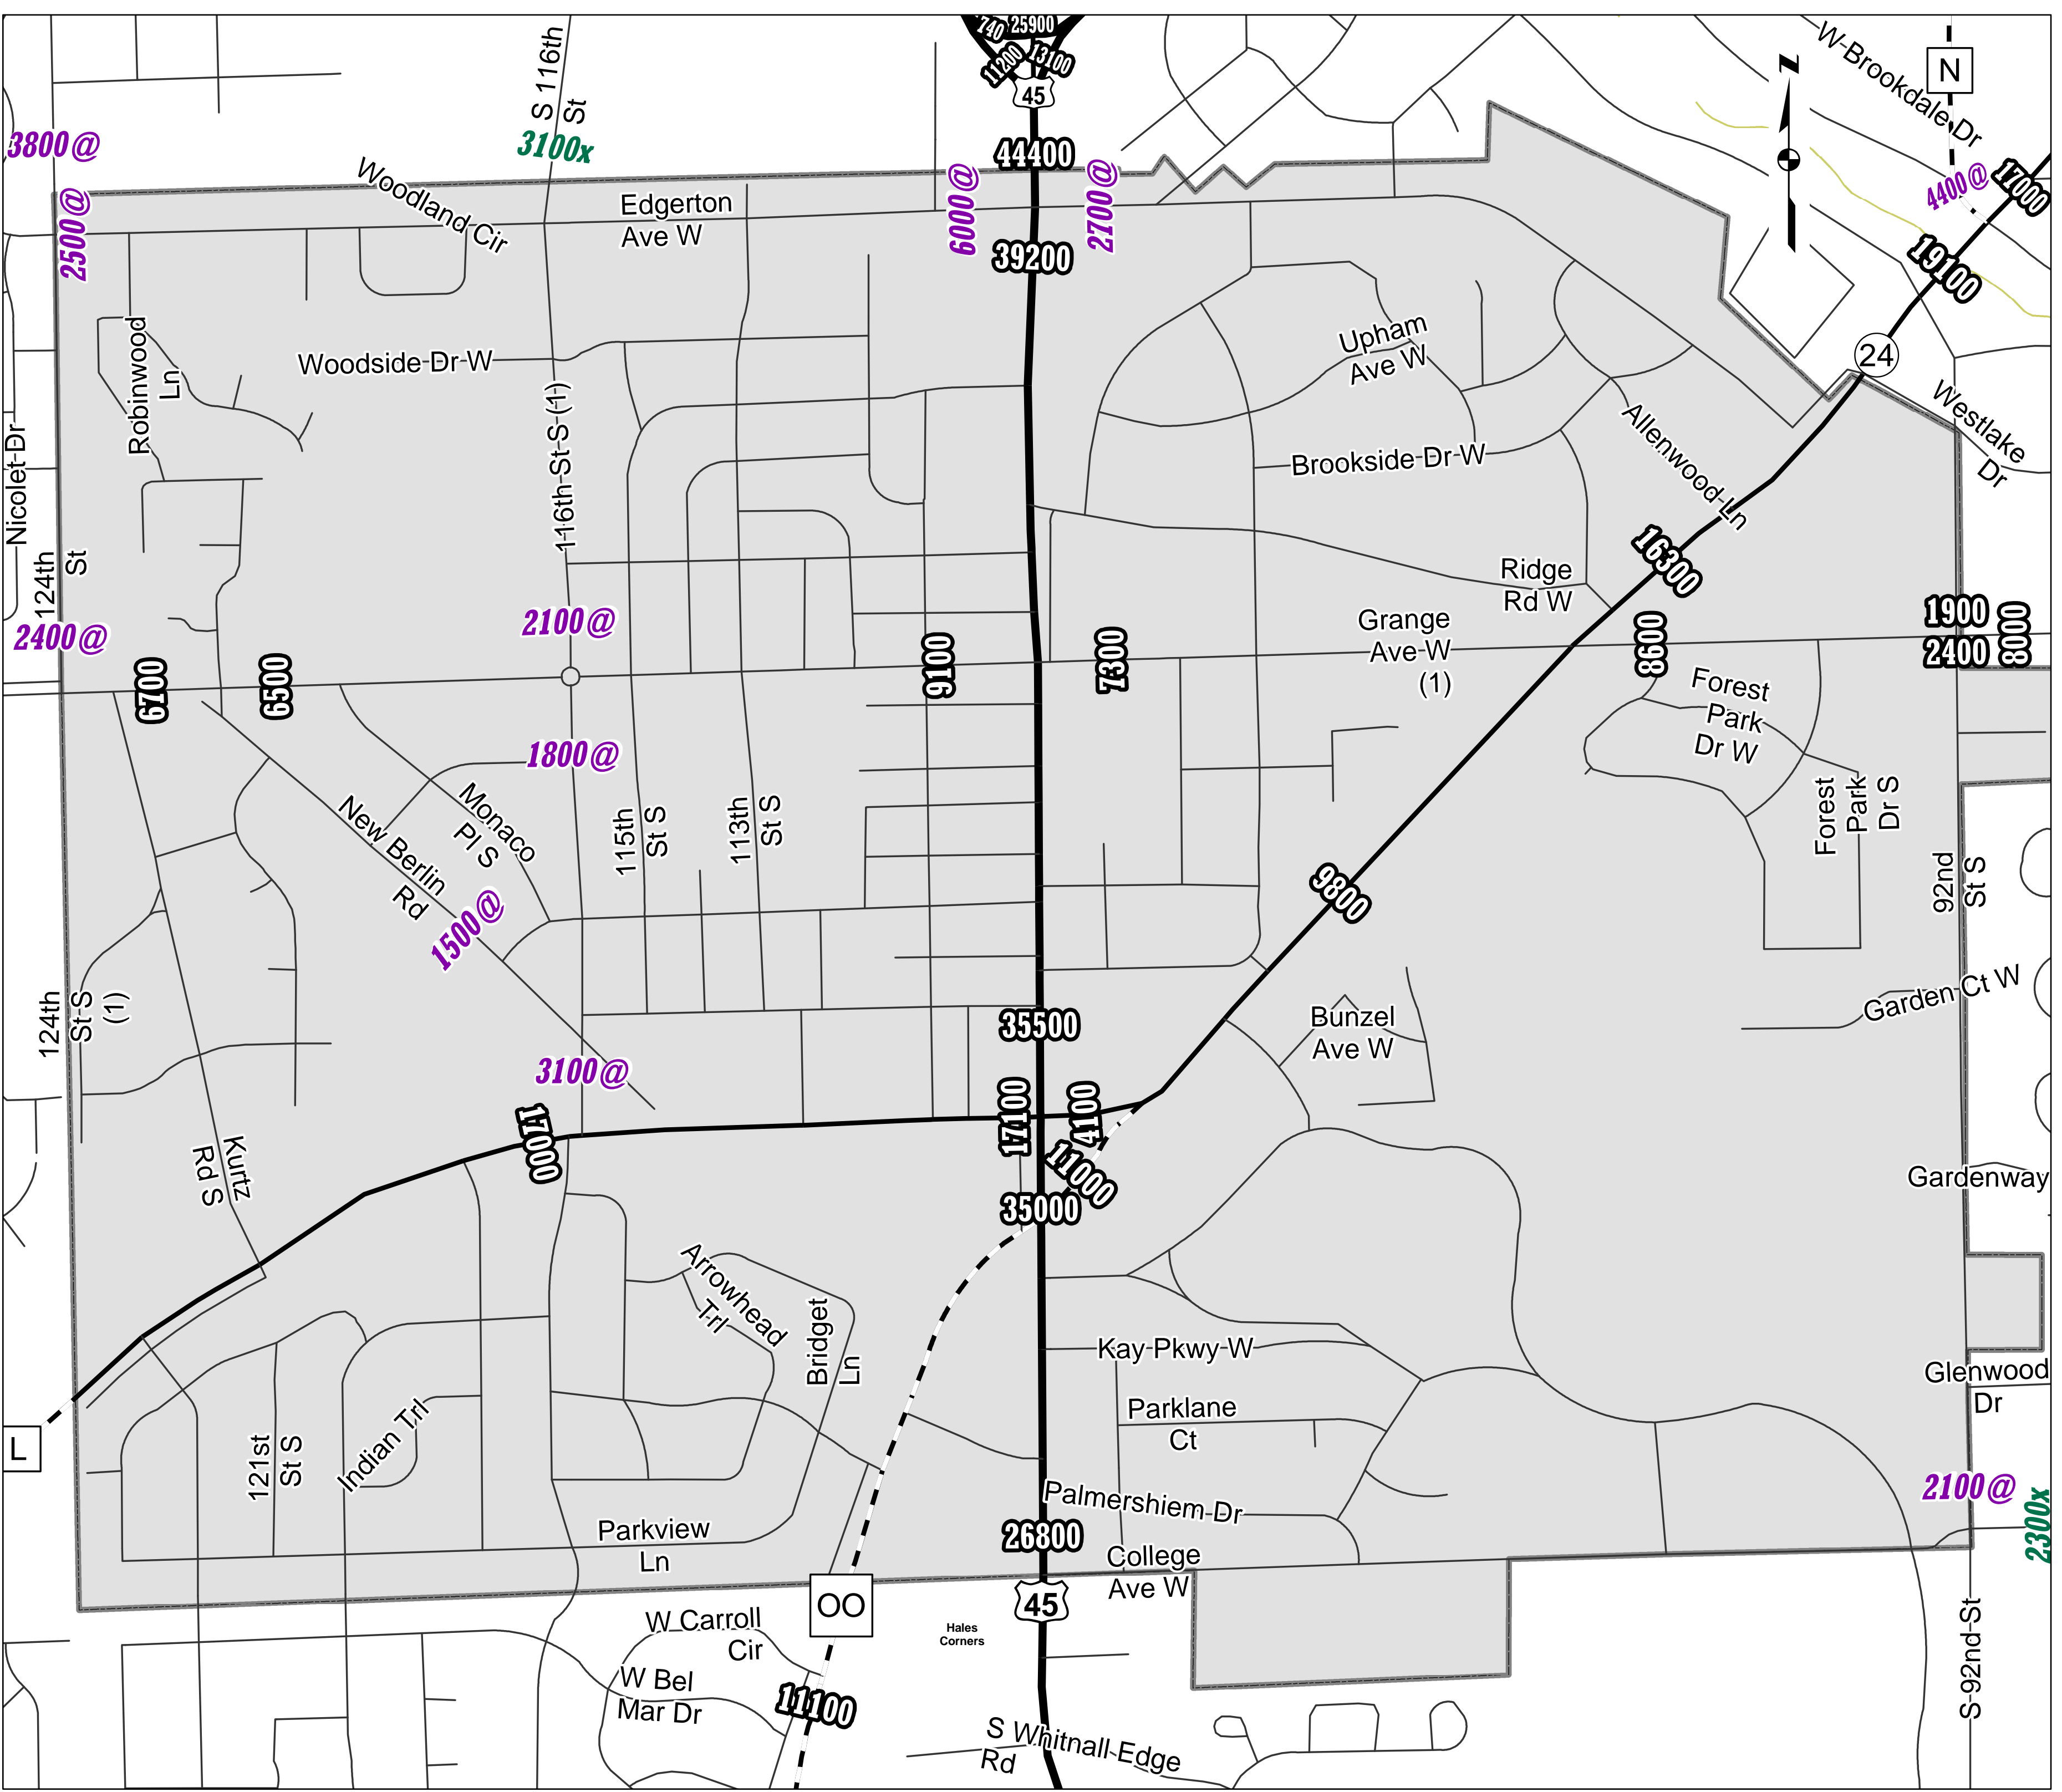 740
25900
11200
13100
45
S 116th
St
N
W Brookdale Dr
3800@
3100x
44400
Woodland Cir
Edgerton
Ave W
6000@
2700@
2500@
39200
4400@
17000
19100
24
Robinwood
Ln
Woodside Dr W
Upham
Ave W
Westlake
Dr
116th St S (1)
Nicolet Dr
Brookside Dr W
Allenwood Ln
124th
St
16300
Ridge
Rd W
2400@
2100@
Grange
Ave W
(1)
1900
2400
8000
8600
6700
6500
9100
7300
Forest
Park
Dr W
1800@
Monaco
Pl S
New Berlin
Rd
115th
St S
113th
St S
Forest
Park
Dr S
92nd
St S
1500@
9800
124th
St S
(1)
35500
Bunzel
Ave W
Garden Ct W
3100@
17000
17100
4100
11000
Kurtz
Rd S
35000
Gardenway
Arrowhead
Trl
Bridget
Ln
Kay Pkwy W
Glenwood
Dr
L
121st
St S
Indian Trl
Parklane
Ct
Palmershiem Dr
2100@
2300x
Parkview
Ln
26800
College
Ave W
OO
45
W Carroll
Cir
Hales
Corners
W Bel
Mar Dr
11100
S Whitnall Edge
Rd
S 92nd St